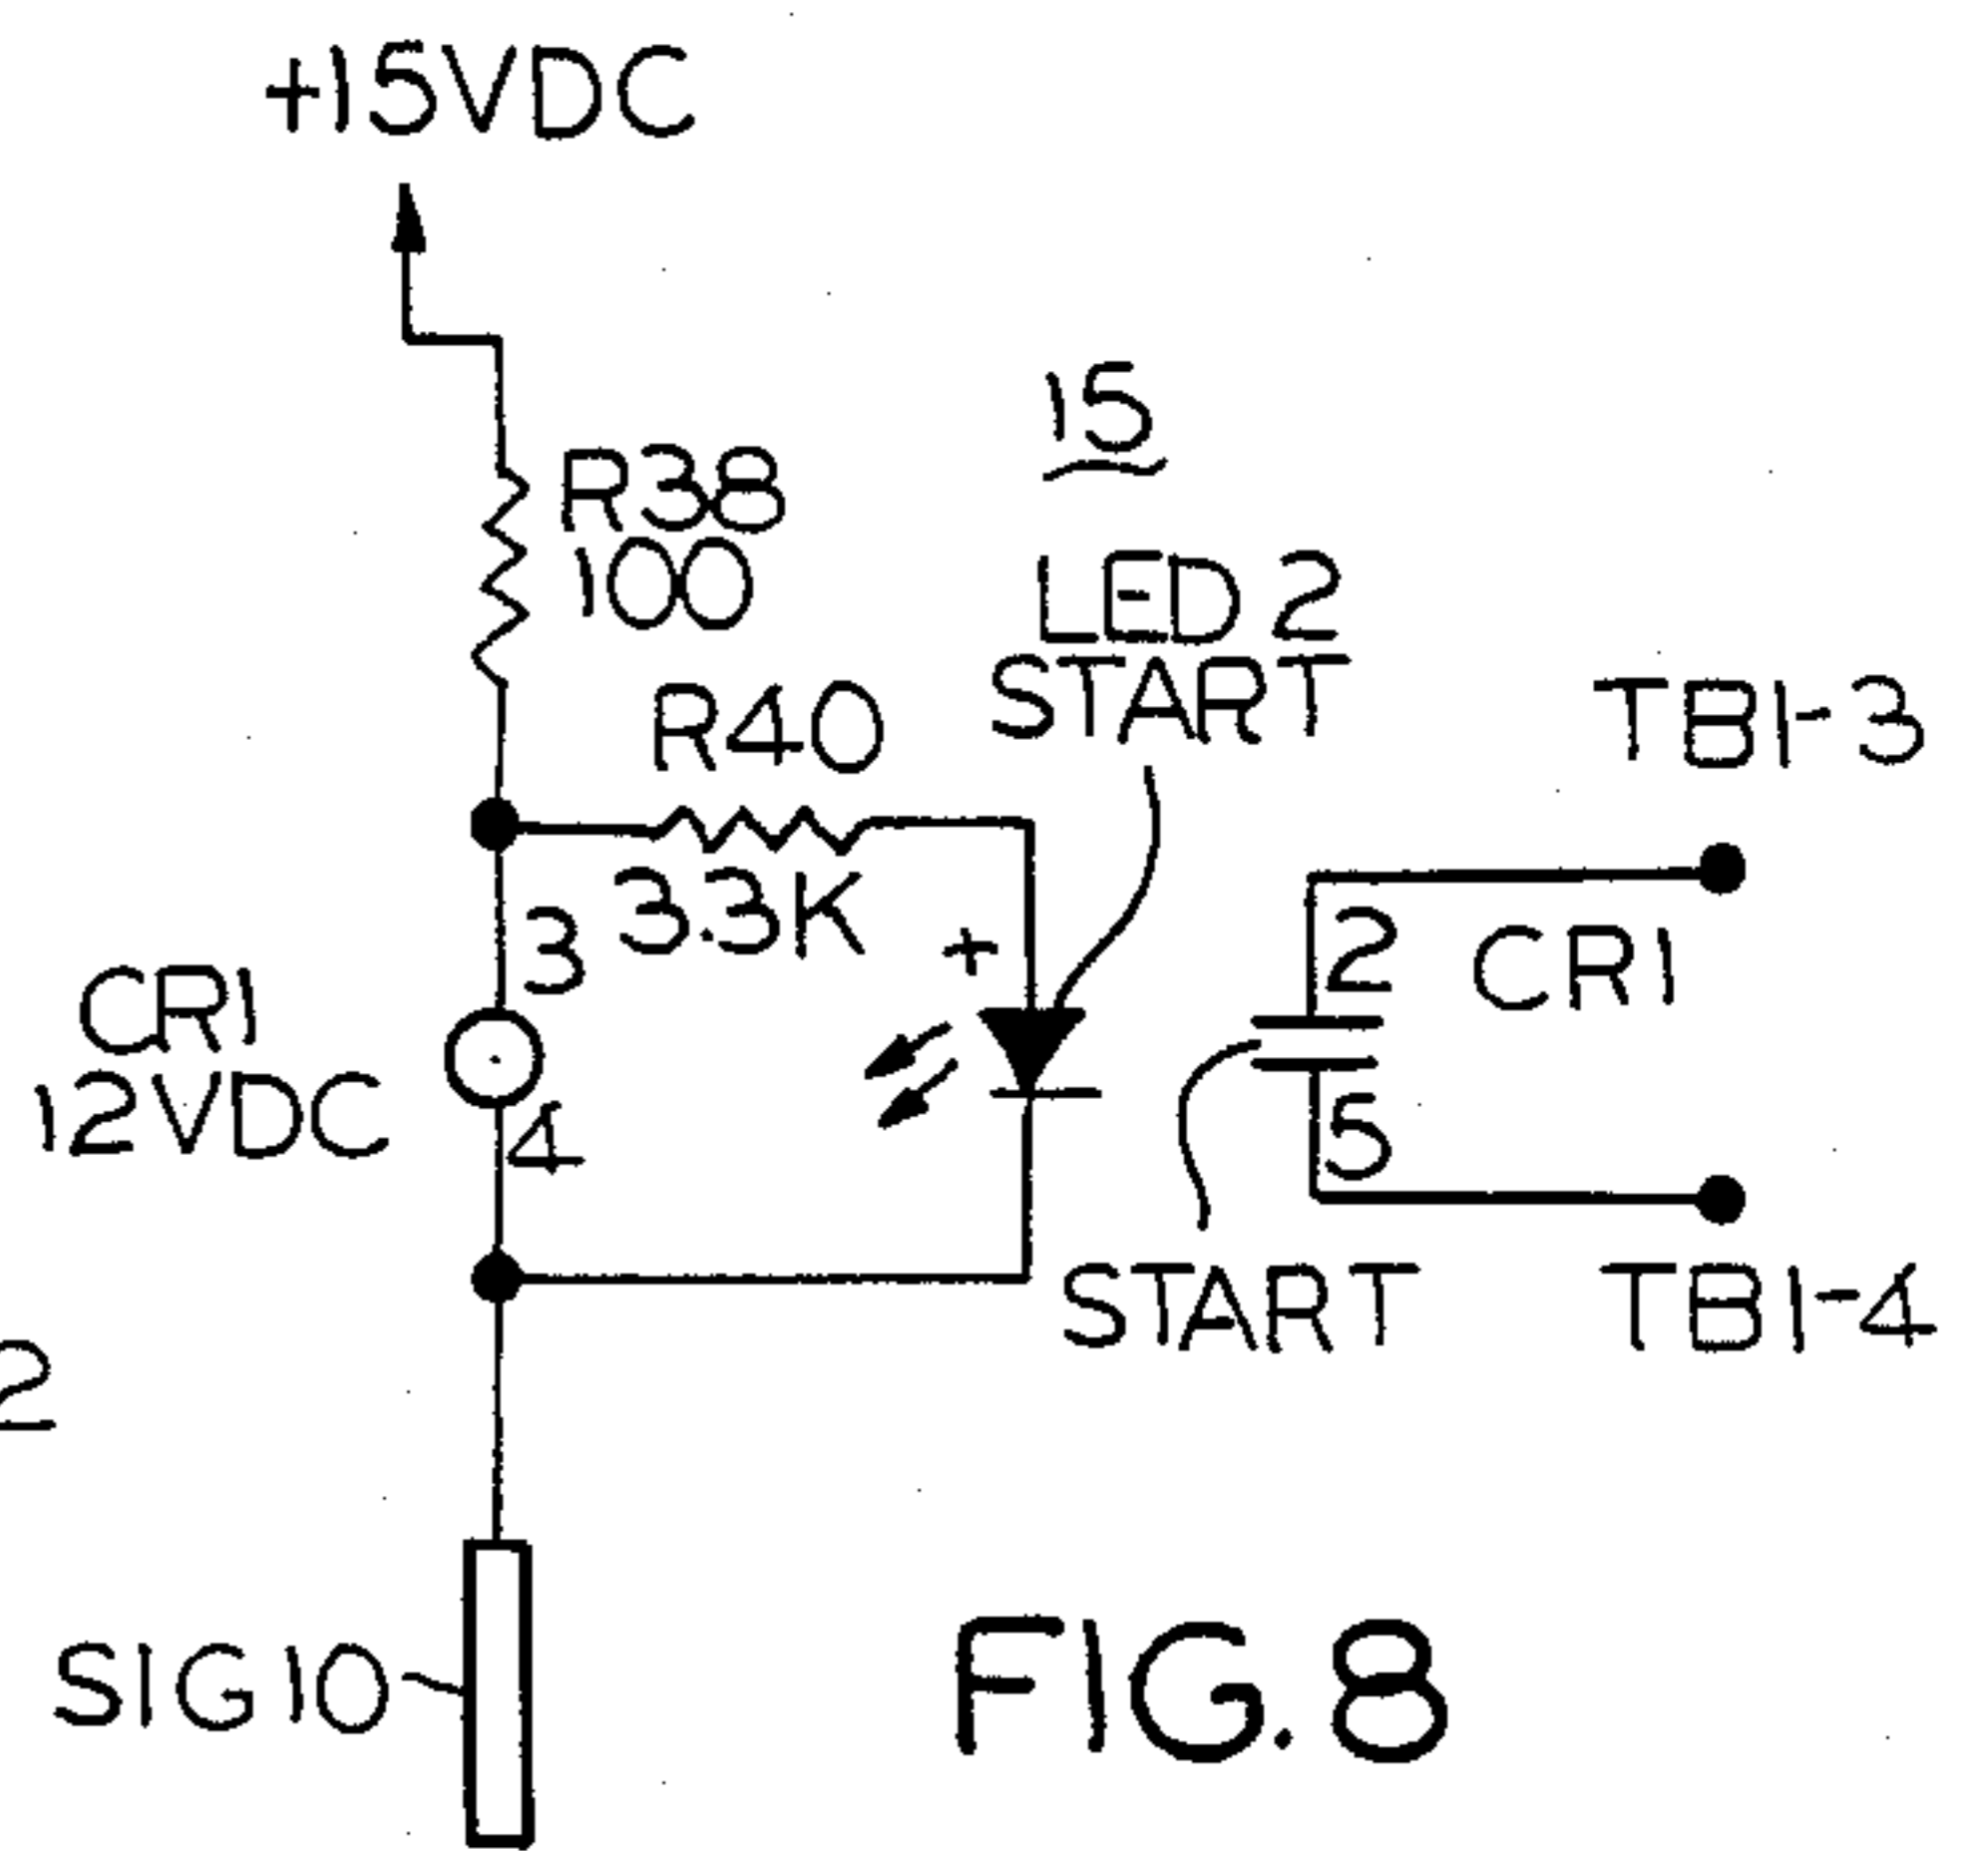 +15VDC
15
R38
100
LED 2
START
R40
3.3K
TB1-3
+
3
2
CR1
CR1
12VDC
4
5
START
TB1-4
2
SIG10
FIG. 8